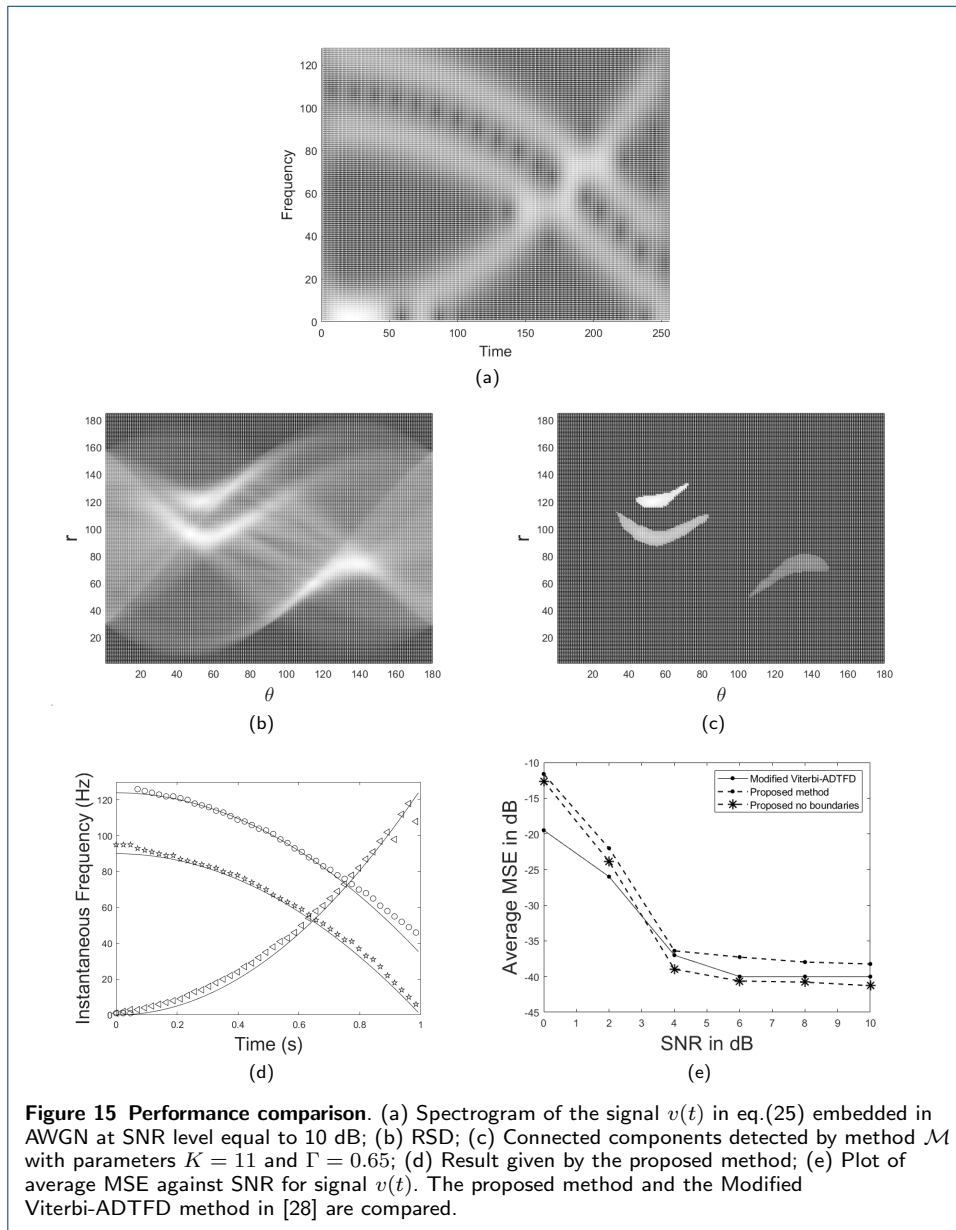 120
100
80
60
40
20
0
Frequency
0 50 100 150 200 250
Time
(a)
180
160
140
120
100
80
60
40
20
r
20 40 60 80 100 120 140 160 180
θ
(b)
180
160
140
120
100
80
60
40
20
r
20 40 60 80 100 120 140 160 180
θ
(c)
120
100
80
60
40
20
0
Instantaneous Frequency (Hz)
0 0.2 0.4 0.6 0.8 1
Time (s)
(d)
-10
-15
-20
-25
-30
-35
-40
-45
Average MSE in dB
Modified Viterbi-ADTFD
Proposed method
Proposed no boundaries
0 1 2 3 4 5 6 7 8 9 10
SNR in dB
(e)
Figure 15 Performance comparison. (a) Spectrogram of the signal v(t) in eq.(25) embedded in
AWGN at SNR level equal to 10 dB; (b) RSD; (c) Connected components detected by method ℳ
with parameters K = 11 and Γ = 0.65; (d) Result given by the proposed method; (e) Plot of
average MSE against SNR for signal v(t). The proposed method and the Modified
Viterbi-ADTFD method in [28] are compared.